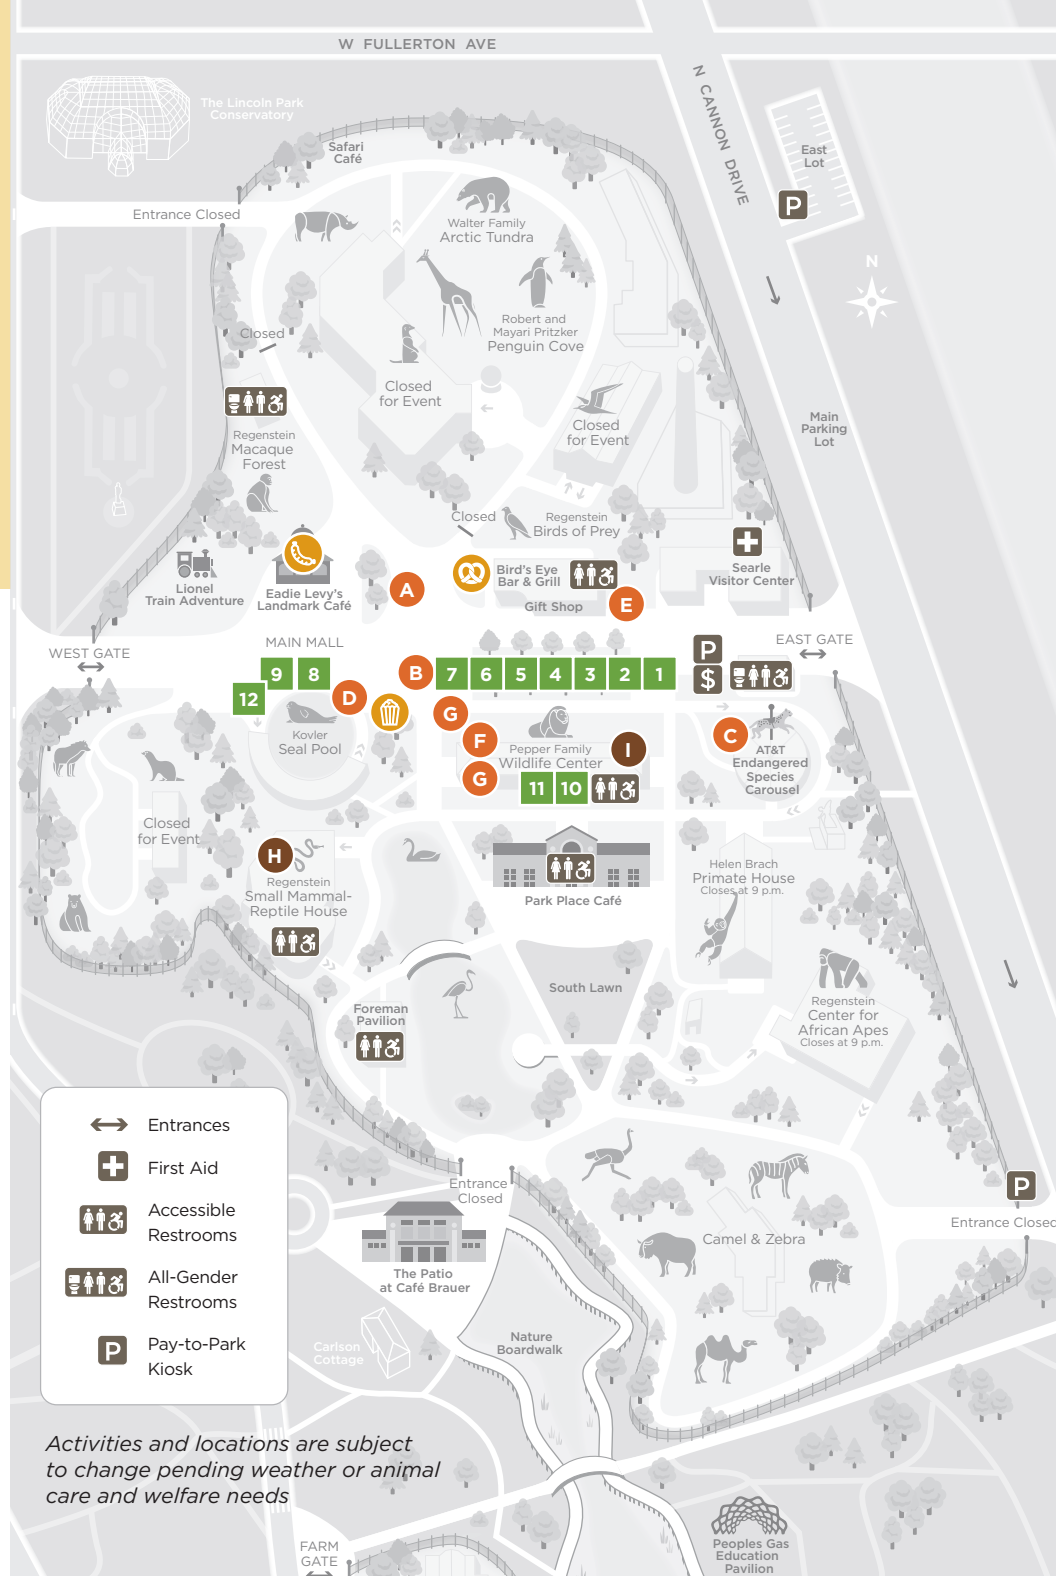 W FULLERTON AVE
N CANNON DRIVE
The Lincoln Park
Conservatory
Safari
Café
East
Lot
P
Entrance Closed
Walter Family
Arctic Tundra
N
Robert and
Mayari Pritzker
Penguin Cove
Closed
Closed
for Event
Closed
for Event
Main
Parking
Lot
Regenstein
Macaque
Forest
Closed
Regenstein
Birds of Prey
Searle
Visitor Center
Bird's Eye
Bar & Grill
Gift Shop
E
Lionel
Train Adventure
Eadie Levy's
Landmark Café
A
WEST GATE
MAIN MALL
EAST GATE
P
$
9
8
B
7
6
5
4
3
2
1
12
D
G
C
Kovler
Seal Pool
F
Pepper Family
Wildlife Center
I
G
11
10
AT&T
Endangered
Species
Carousel
Closed
for Event
H
Regenstein
Small Mammal-
Reptile House
Park Place Café
Helen Brach
Primate House
Closes at 9 p.m.
South Lawn
Foreman
Pavilion
Regenstein
Center for
African Apes
Closes at 9 p.m.
Entrances
First Aid
Accessible
Restrooms
All-Gender
Restrooms
P
Pay-to-Park
Kiosk
Entrance
Closed
P
Entrance Closed
Camel & Zebra
The Patio
at Café Brauer
Carlson
Cottage
Nature
Boardwalk
Activities and locations are subject
to change pending weather or animal
care and welfare needs
FARM
GATE
Peoples Gas
Education
Pavilion